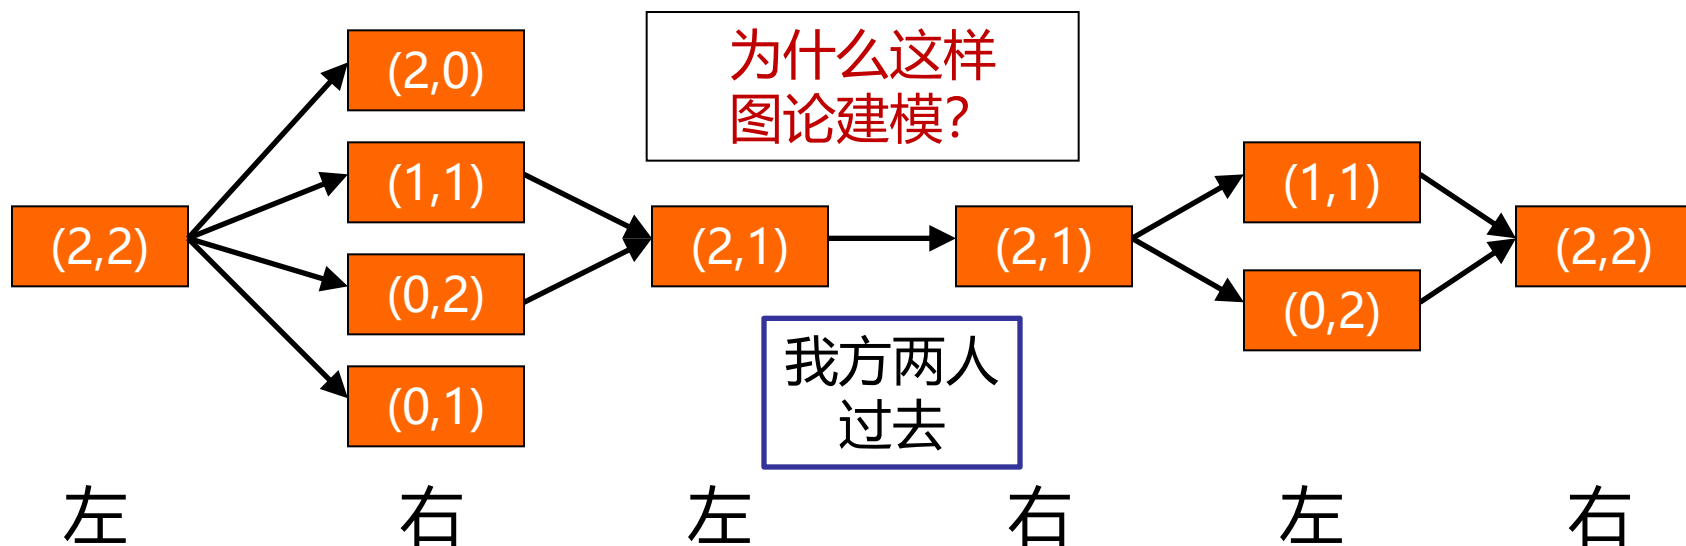 (2,2)
(2,0)
(1,1)
(0,2)
(0,1)
为什么这样
图论建模?
(2,1)
(2,1)
我方两人
过去
(1,1)
(0,2)
(2,2)
左 右 左 右 左 右